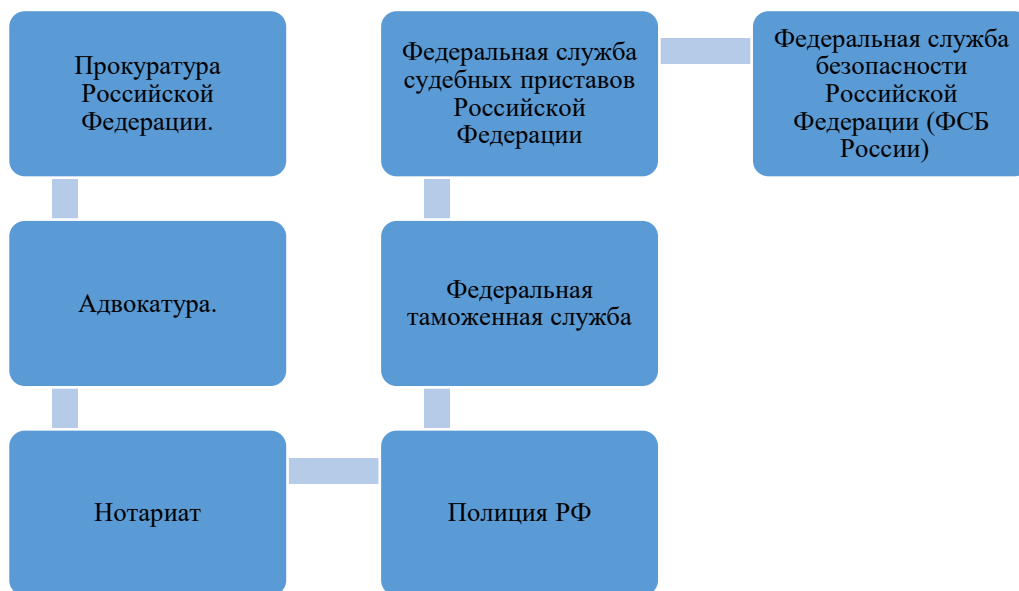 Прокуратура
Российской
Федерации.
Адвокатура.
Нотариат
Полиция РФ
Федеральная
таможенная служба
Федеральная служба
судебных приставов
Российской
Федерации
Федеральная служба
безопасности
Российской
Федерации (ФСБ
России)